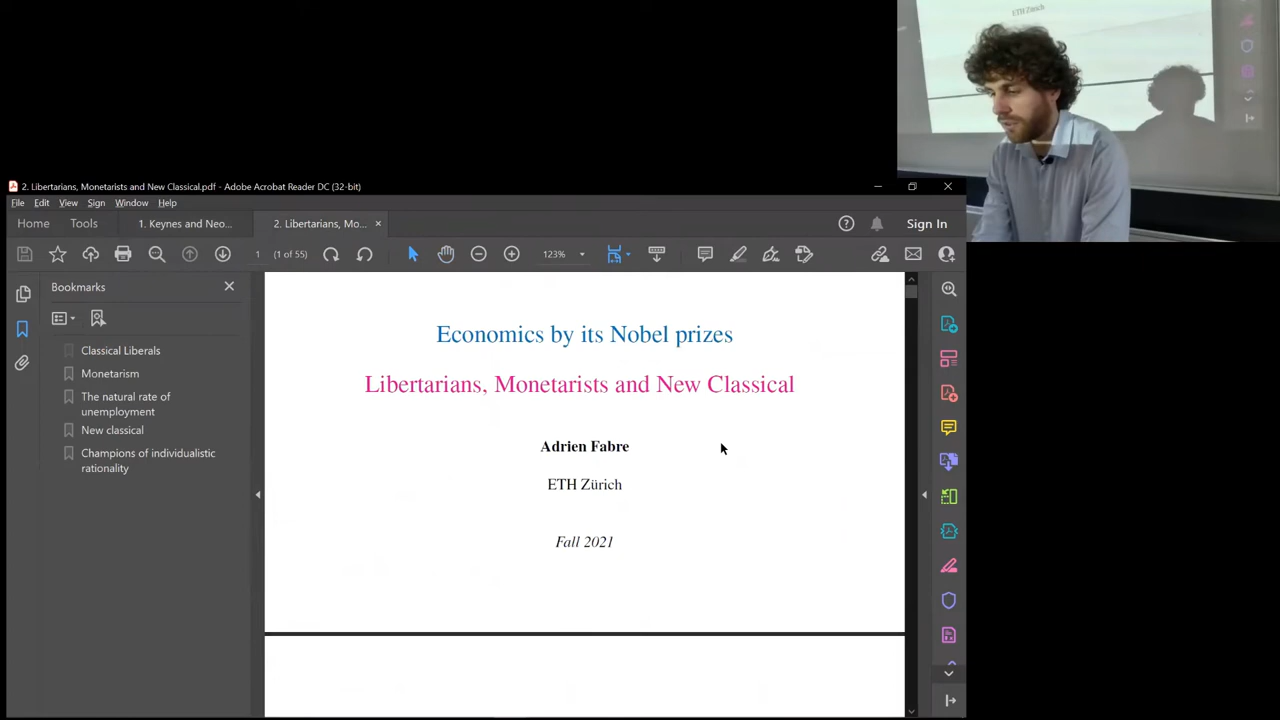 ETH Zürich
2. Libertarians, Monetarists and New Classical.pdf - Adobe Acrobat Reader DC (32-bit)
File Edit View Sign Window Help
Home Tools 1. Keynes and Neo... 2. Libertarians, Mo... Sign In
1 (1 of 55) 123%
Bookmarks
Classical Liberals
Monetarism
The natural rate of
unemployment
New classical
Champions of individualistic
rationality
Economics by its Nobel prizes
Libertarians, Monetarists and New Classical
Adrien Fabre
ETH Zürich
Fall 2021